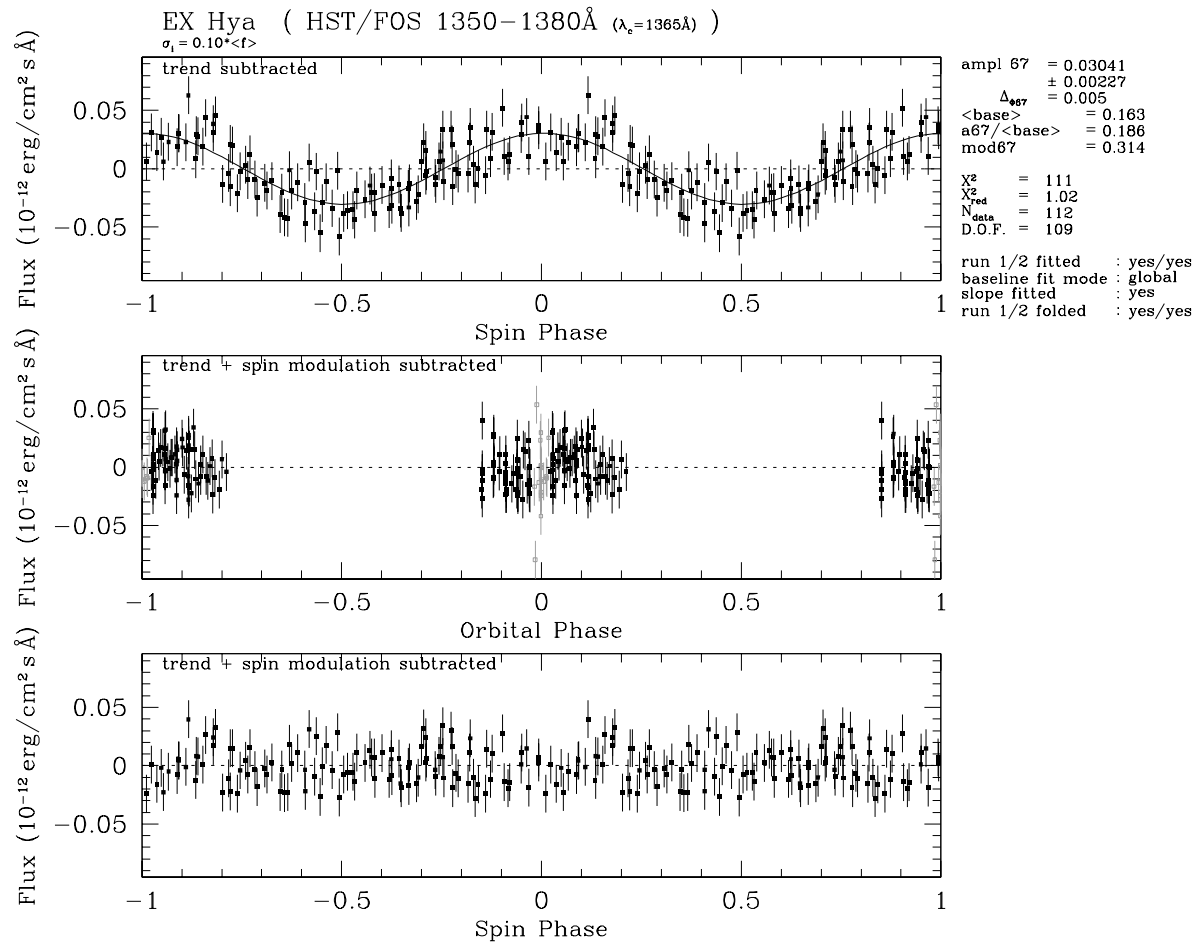 EX Hya ( HST/FOS 1350−1380Å (λc=1365Å) )
σi = 0.10*<f>
trend subtracted
Flux (10−12 erg/cm2 s Å)
0.05
0
−0.05
−1 −0.5 0 0.5 1
Spin Phase
ampl 67 = 0.03041
± 0.00227
ΔΦ67 = 0.005
<base> = 0.163
a67/<base> = 0.186
mod67 = 0.314
X2 = 111
X2red = 1.02
Ndata = 112
D.O.F. = 109
run 1/2 fitted : yes/yes
baseline fit mode : global
slope fitted : yes
run 1/2 folded : yes/yes
trend + spin modulation subtracted
Flux (10−12 erg/cm2 s Å)
0.05
0
−0.05
−1 −0.5 0 0.5 1
Orbital Phase
trend + spin modulation subtracted
Flux (10−12 erg/cm2 s Å)
0.05
0
−0.05
−1 −0.5 0 0.5 1
Spin Phase